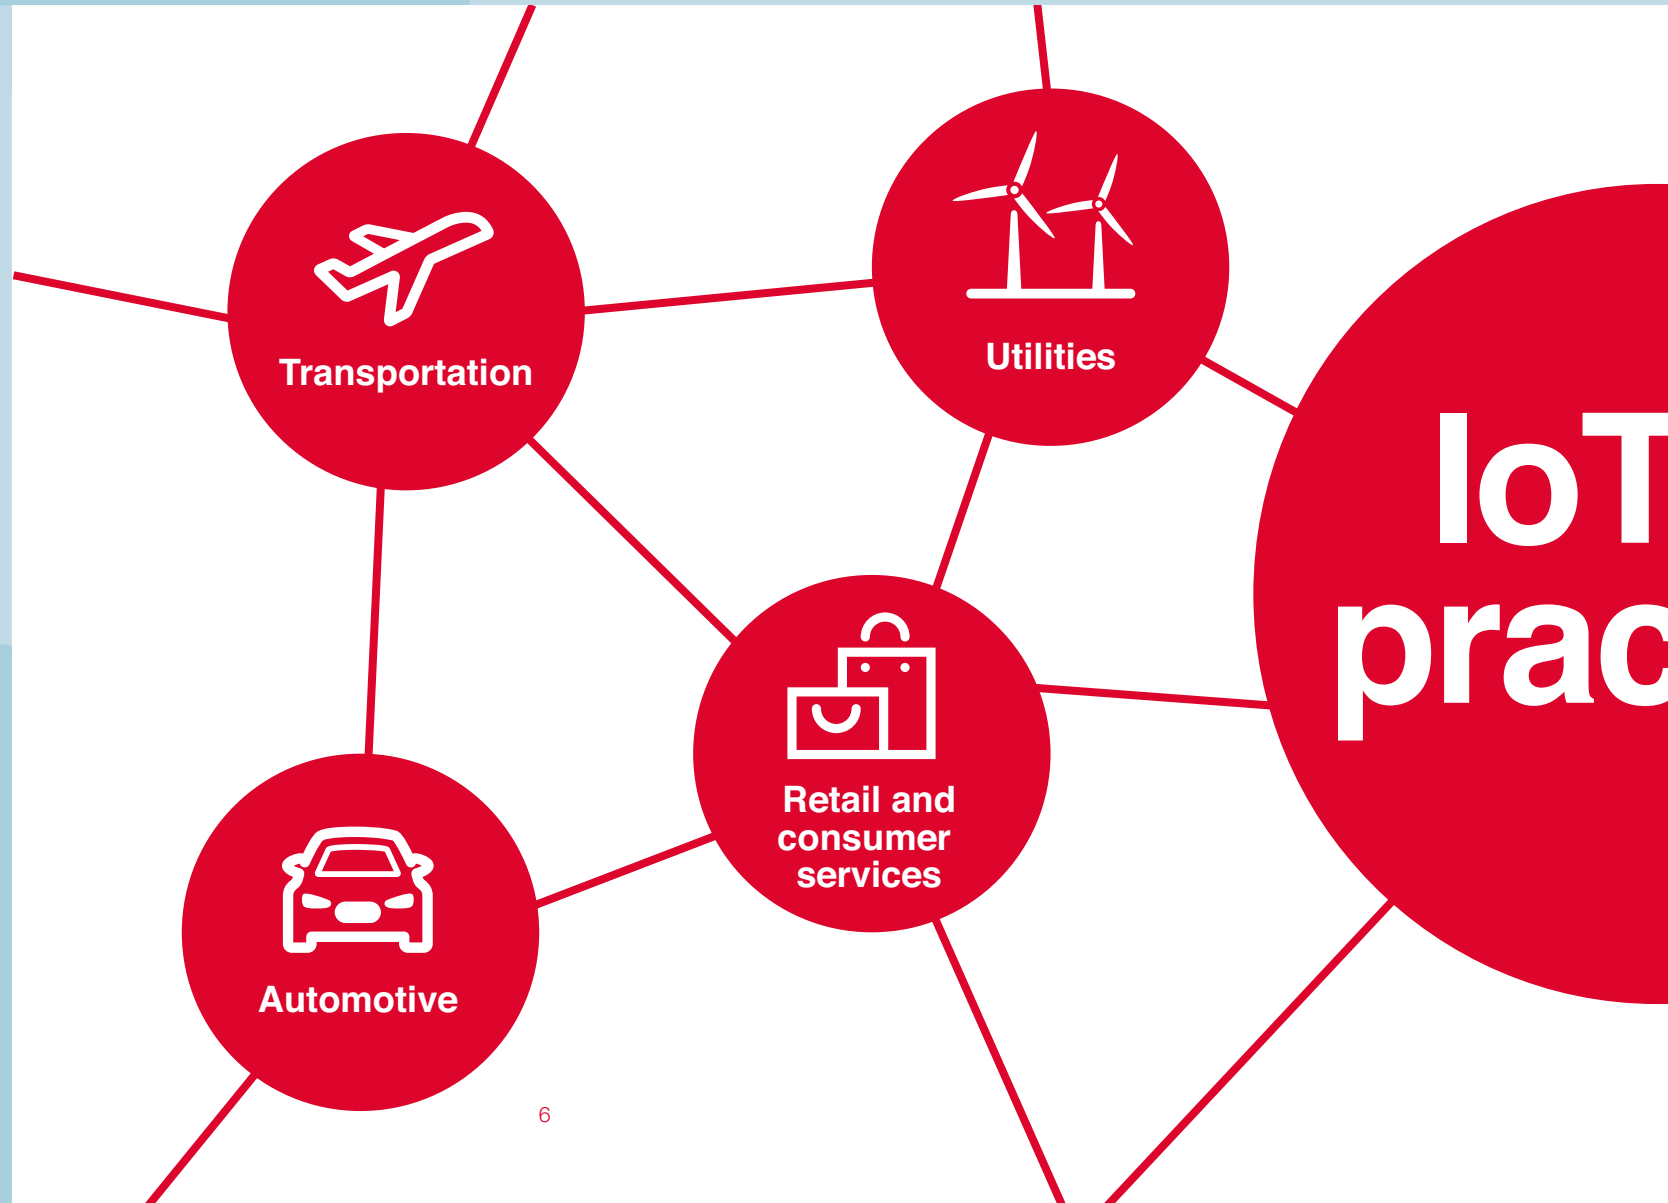 Utilities
Transportation
IoT
prac
Retail and
consumer
services
Automotive
6